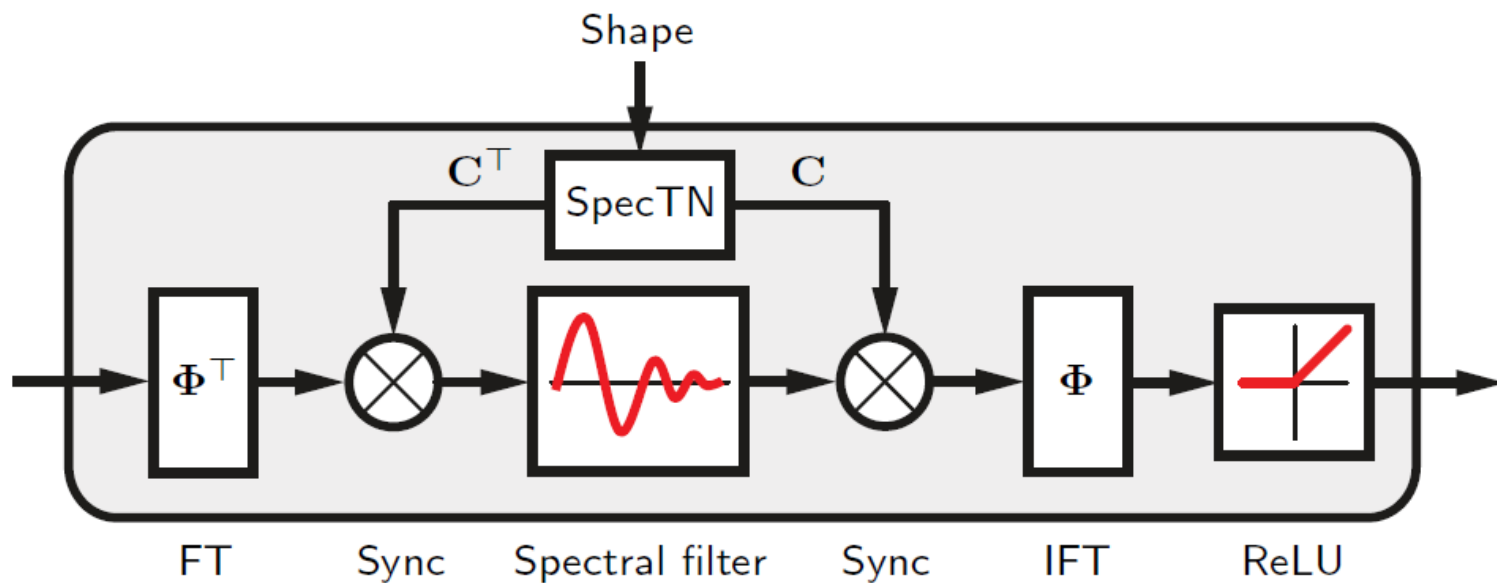 Shape
C⊤
SpecTN
C
Φ⊤
Φ
FT
Sync
Spectral filter
Sync
IFT
ReLU